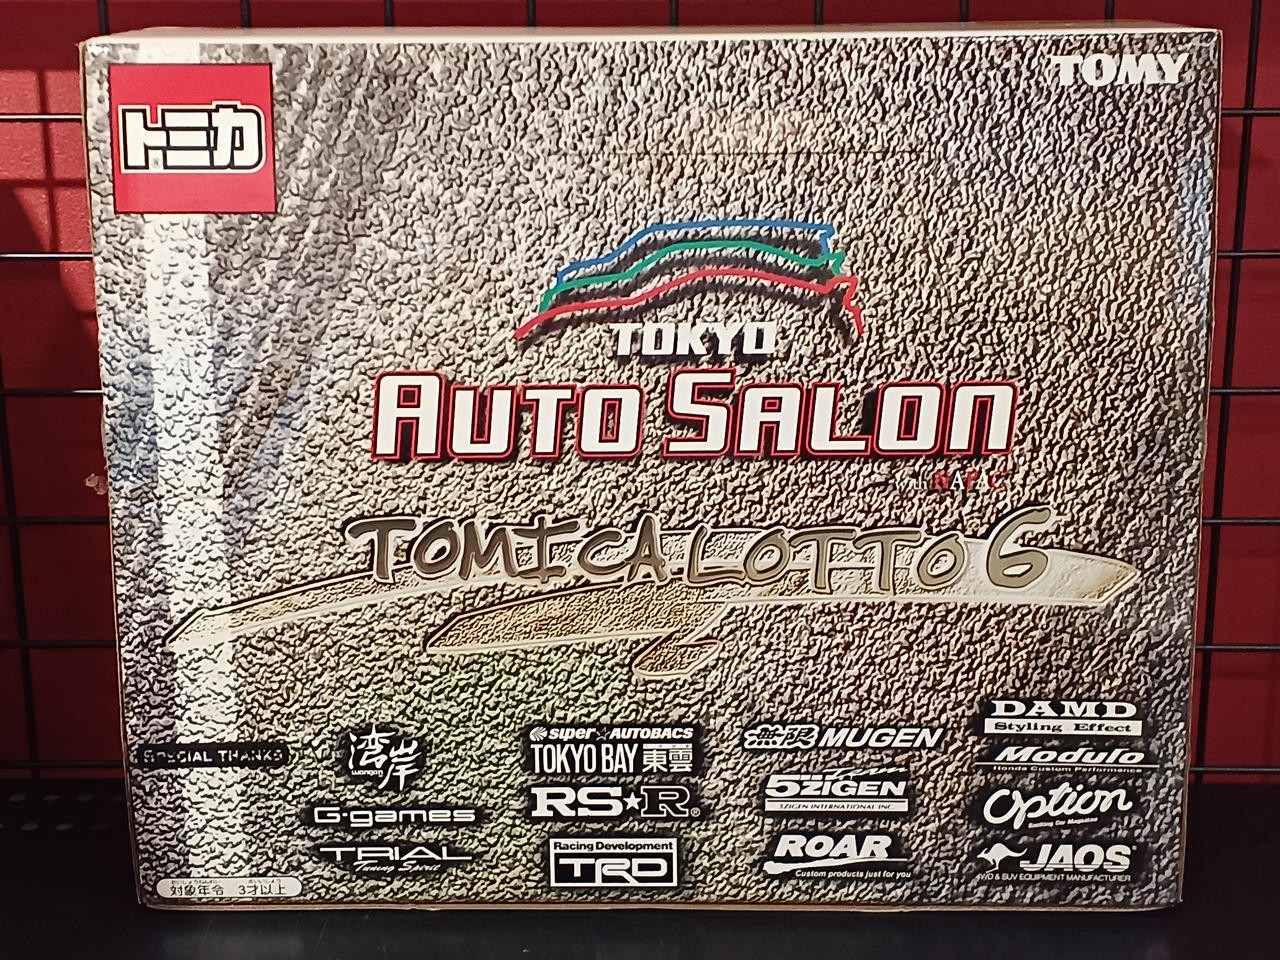 TOMY
トミカ
TOKYO
AUTO SALON
with NAPAC
TOMICA LOTTO 6
SPECIAL THANKS
湾岸
wangan
super★AUTOBACS
TOKYO BAY 東雲
無限 MUGEN
DAMD
Styling Effect
Modulo
Honda Custom Performance
G·games
RS★R®
5ZIGEN
5ZIGEN INTERNATIONAL INC.
Option
TRIAL
Tuning Spirit
Racing Development
TRD
ROAR
Custom products just for you
JAOS
4WD & SUV EQUIPMENT MANUFACTURER
対象年令 3才以上